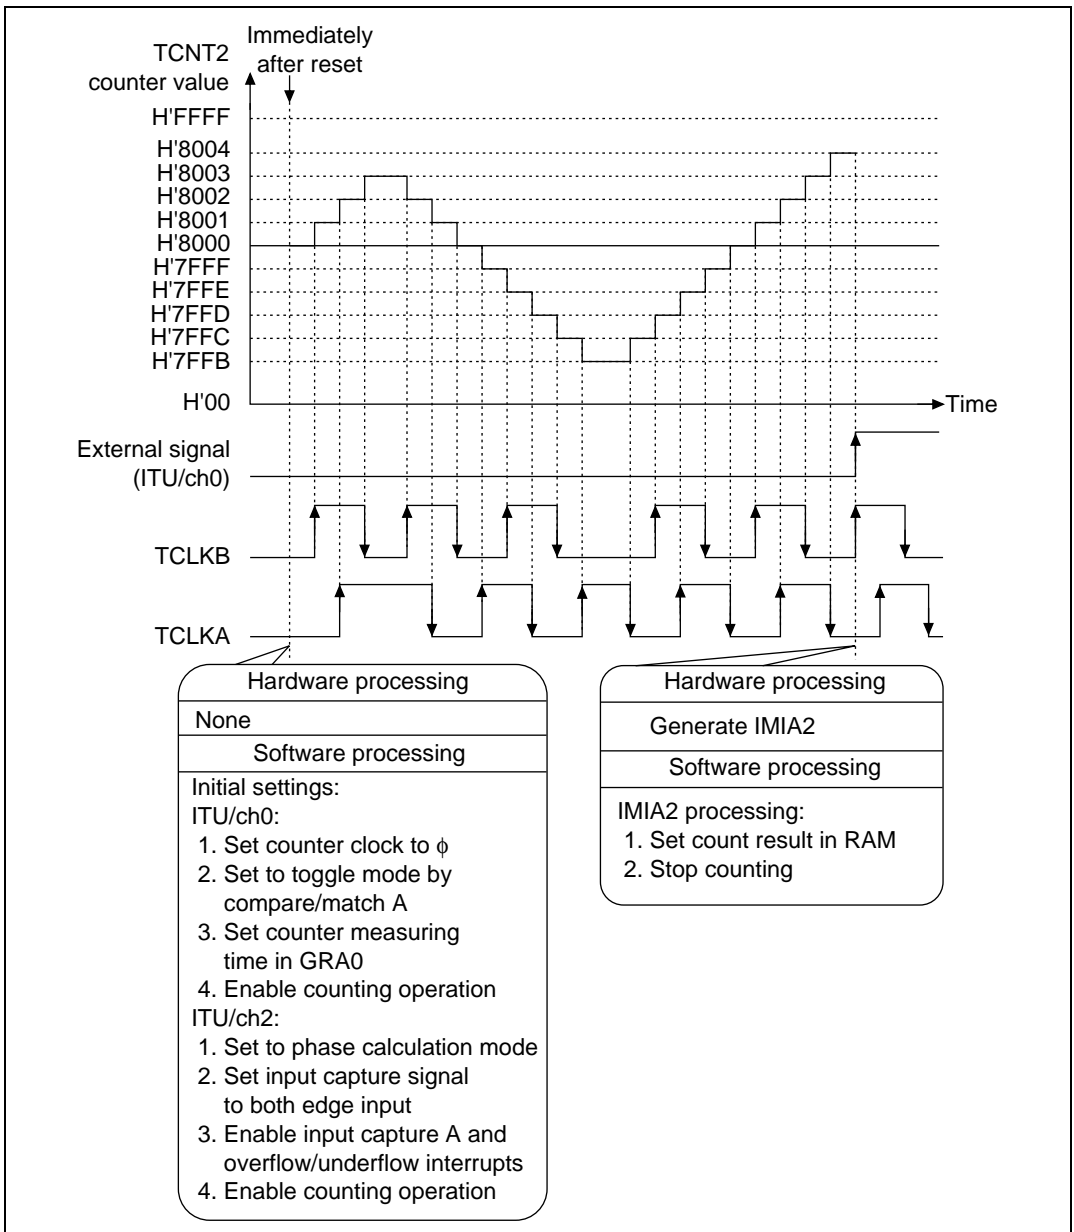 TCNT2
counter value
Immediately
after reset
H'FFFF
H'8004
H'8003
H'8002
H'8001
H'8000
H'7FFF
H'7FFE
H'7FFD
H'7FFC
H'7FFB
H'00
Time
External signal
(ITU/ch0)
TCLKB
TCLKA
Hardware processing
None
Software processing
Initial settings:
ITU/ch0:
1. Set counter clock to ϕ
2. Set to toggle mode by
compare/match A
3. Set counter measuring
time in GRA0
4. Enable counting operation
ITU/ch2:
1. Set to phase calculation mode
2. Set input capture signal
to both edge input
3. Enable input capture A and
overflow/underflow interrupts
4. Enable counting operation
Hardware processing
Generate IMIA2
Software processing
IMIA2 processing:
1. Set count result in RAM
2. Stop counting